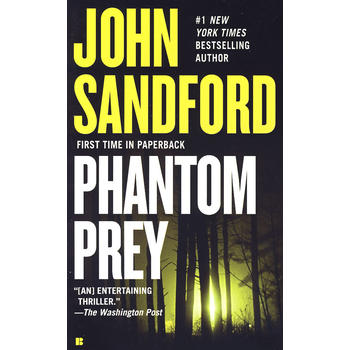 JOHN
SANDFORD
#1 NEW
YORK TIMES
BESTSELLING
AUTHOR
FIRST TIME IN PAPERBACK
PHANTOM
PREY
"[AN] ENTERTAINING
THRILLER."
—The Washington Post